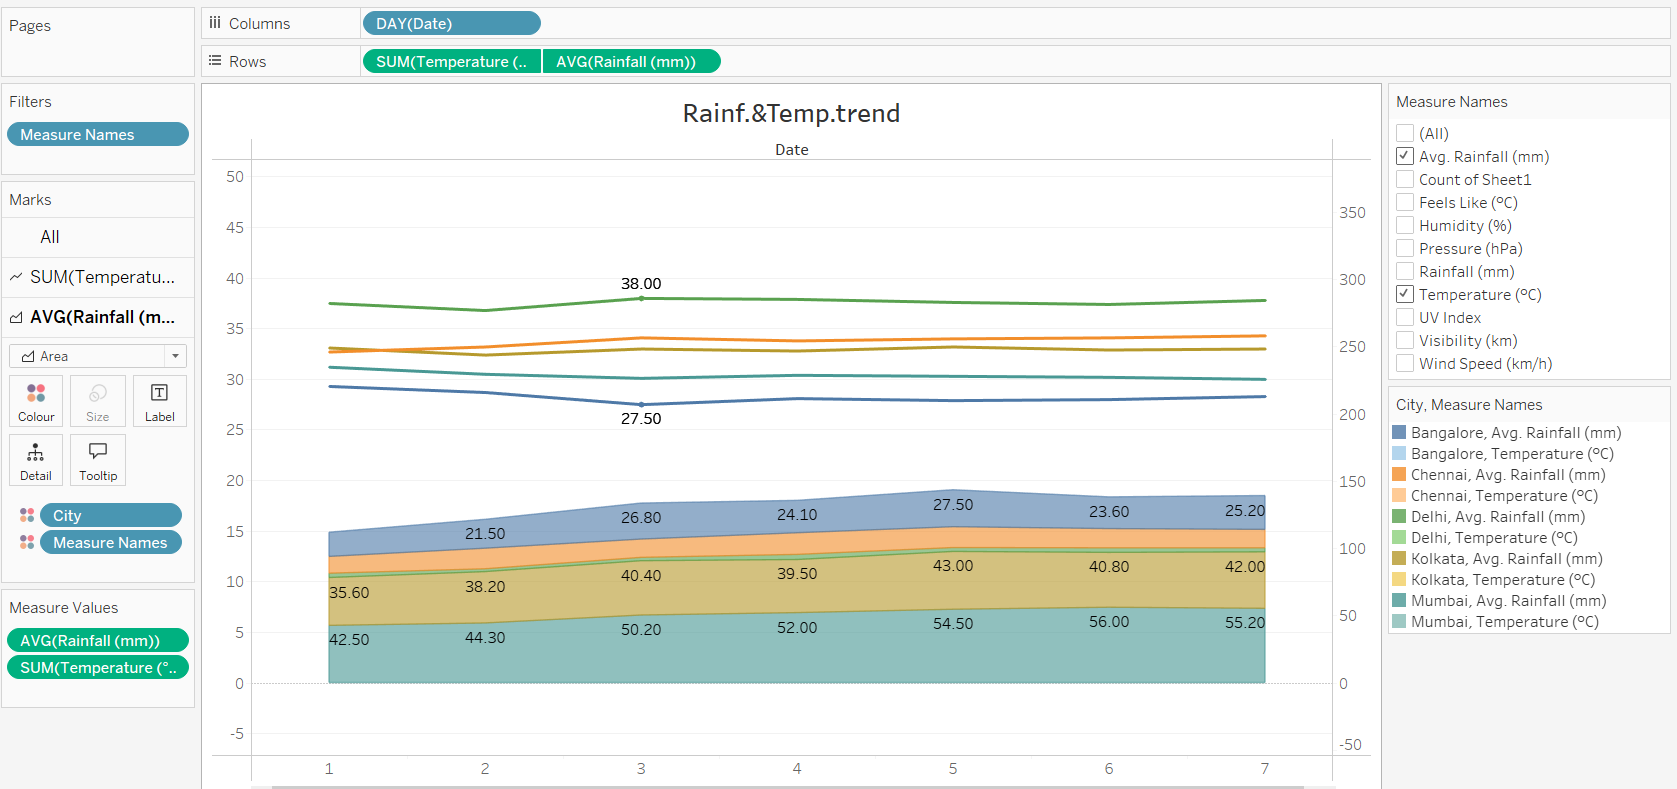 Pages
Columns
DAY(Date)
Rows
SUM(Temperature (..
AVG(Rainfall (mm))
Filters
Measure Names
Marks
All
SUM(Temperatu...
AVG(Rainfall (m...
Area
Colour
Size
Label
Detail
Tooltip
City
Measure Names
Measure Values
AVG(Rainfall (mm))
SUM(Temperature (°..
Rainf.&Temp.trend
Date
50
45
40
35
30
25
20
15
10
5
0
-5
38.00
27.50
21.50
26.80
24.10
27.50
23.60
25.20
35.60
38.20
40.40
39.50
43.00
40.80
42.00
42.50
44.30
50.20
52.00
54.50
56.00
55.20
350
300
250
200
150
100
50
0
-50
1
2
3
4
5
6
7
Measure Names
(All)
Avg. Rainfall (mm)
Count of Sheet1
Feels Like (°C)
Humidity (%)
Pressure (hPa)
Rainfall (mm)
Temperature (°C)
UV Index
Visibility (km)
Wind Speed (km/h)
City, Measure Names
Bangalore, Avg. Rainfall (mm)
Bangalore, Temperature (°C)
Chennai, Avg. Rainfall (mm)
Chennai, Temperature (°C)
Delhi, Avg. Rainfall (mm)
Delhi, Temperature (°C)
Kolkata, Avg. Rainfall (mm)
Kolkata, Temperature (°C)
Mumbai, Avg. Rainfall (mm)
Mumbai, Temperature (°C)